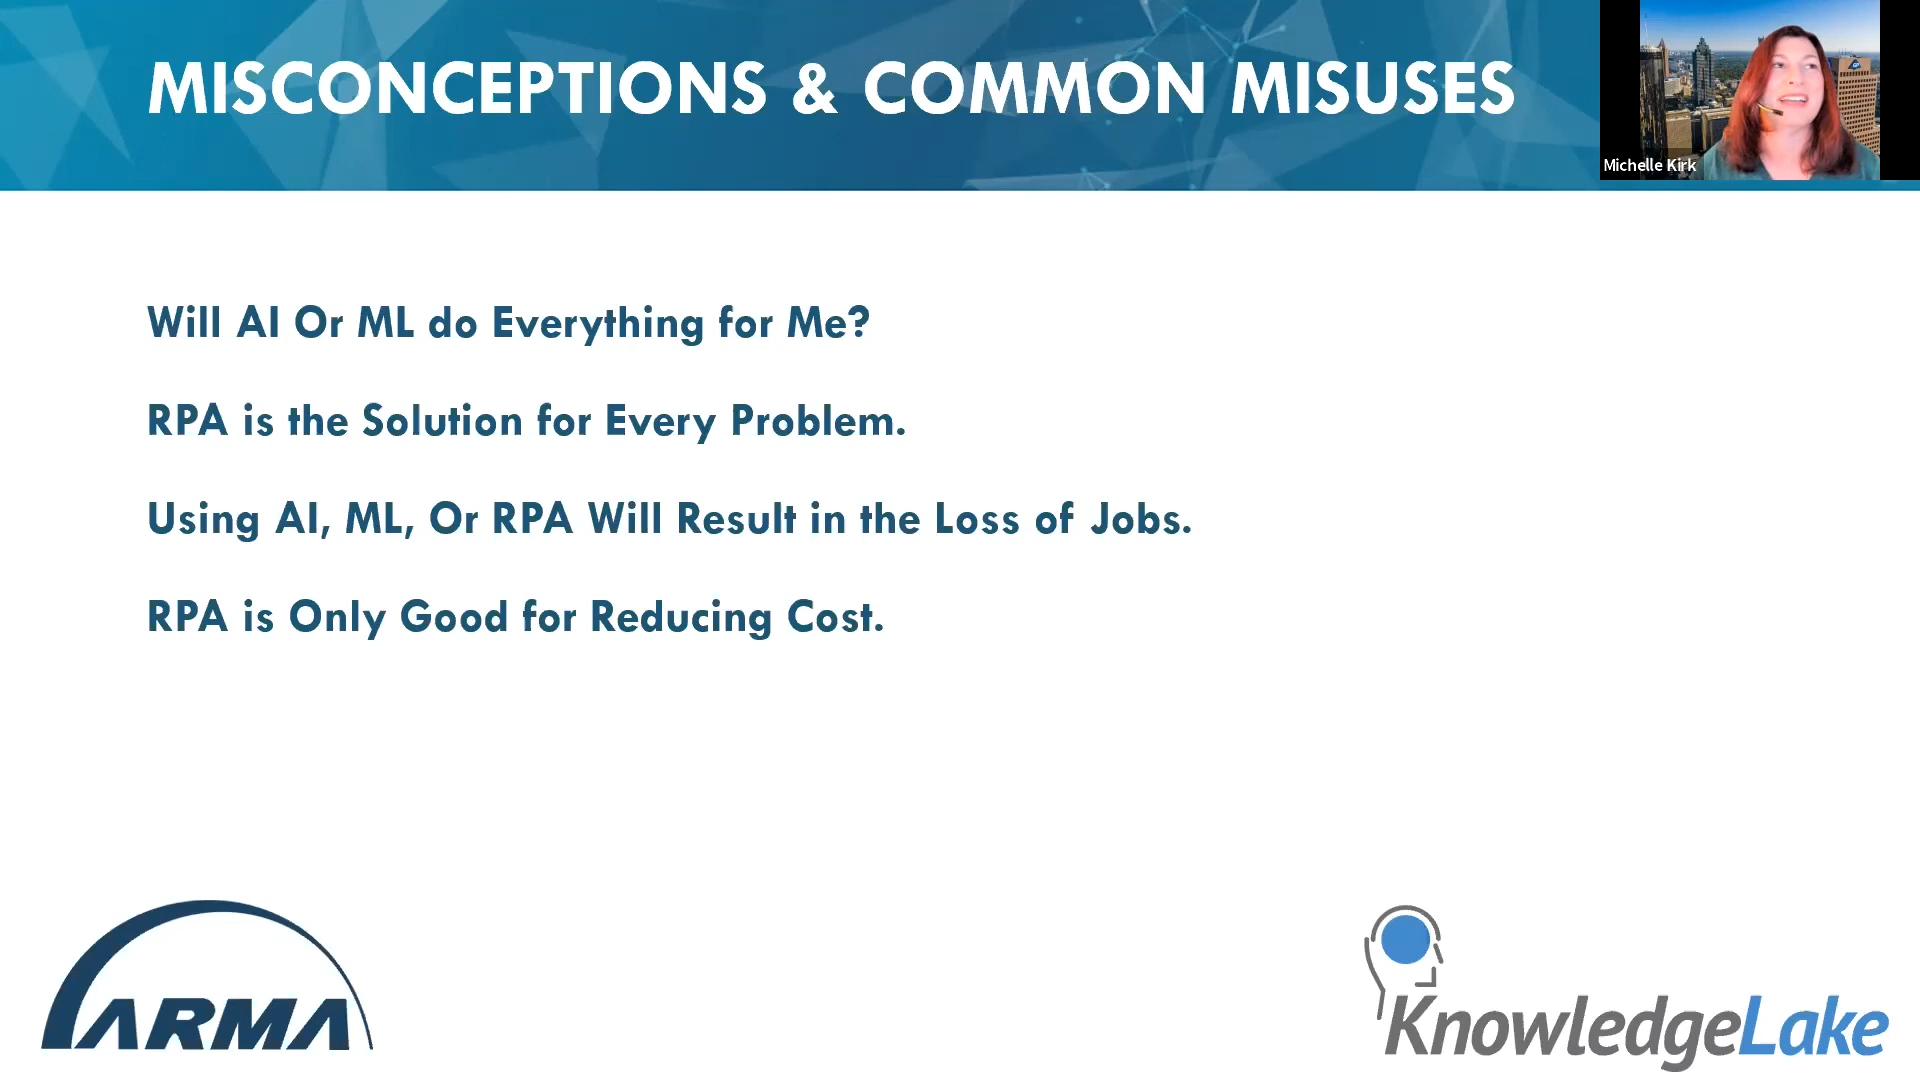 MISCONCEPTIONS & COMMON MISUSES
Michelle Kirk
Will AI Or ML do Everything for Me?
RPA is the Solution for Every Problem.
Using AI, ML, Or RPA Will Result in the Loss of Jobs.
RPA is Only Good for Reducing Cost.
ARMA
KnowledgeLake